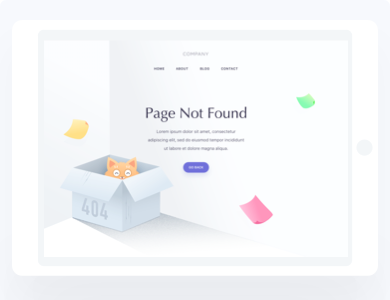 COMPANY
HOME ABOUT BLOG CONTACT
Page Not Found
Lorem ipsum dolor sit amet, consectetur
adipiscing elit, sed do eiusmod tempor incididunt
ut labore et dolore magna aliqua.
GO BACK
404